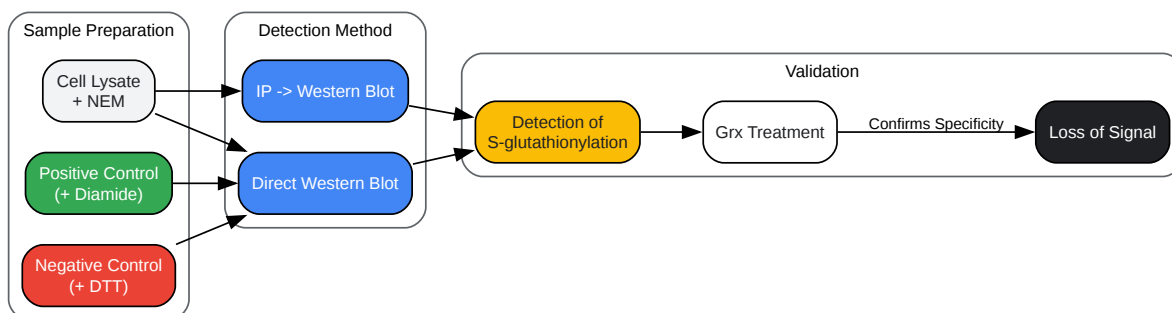 Sample Preparation
Cell Lysate
+ NEM
Positive Control
(+ Diamide)
Negative Control
(+ DTT)
Detection Method
IP -> Western Blot
Direct Western Blot
Validation
Detection of
S-glutathionylation
Grx Treatment
Confirms Specificity
Loss of Signal